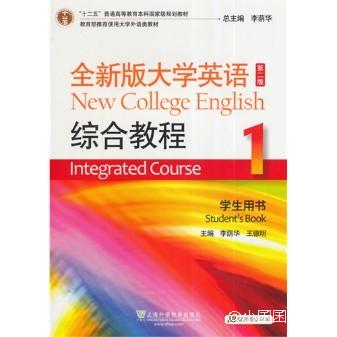 "十二五"普通高等教育本科国家级规划教材
教育部推荐使用大学外语类教材
总主编 李荫华
全新版大学英语
第二版
New College English
综合教程
1
Integrated Course
学生用书
Student's Book
主编 李荫华 王德明
上海外语教育出版社